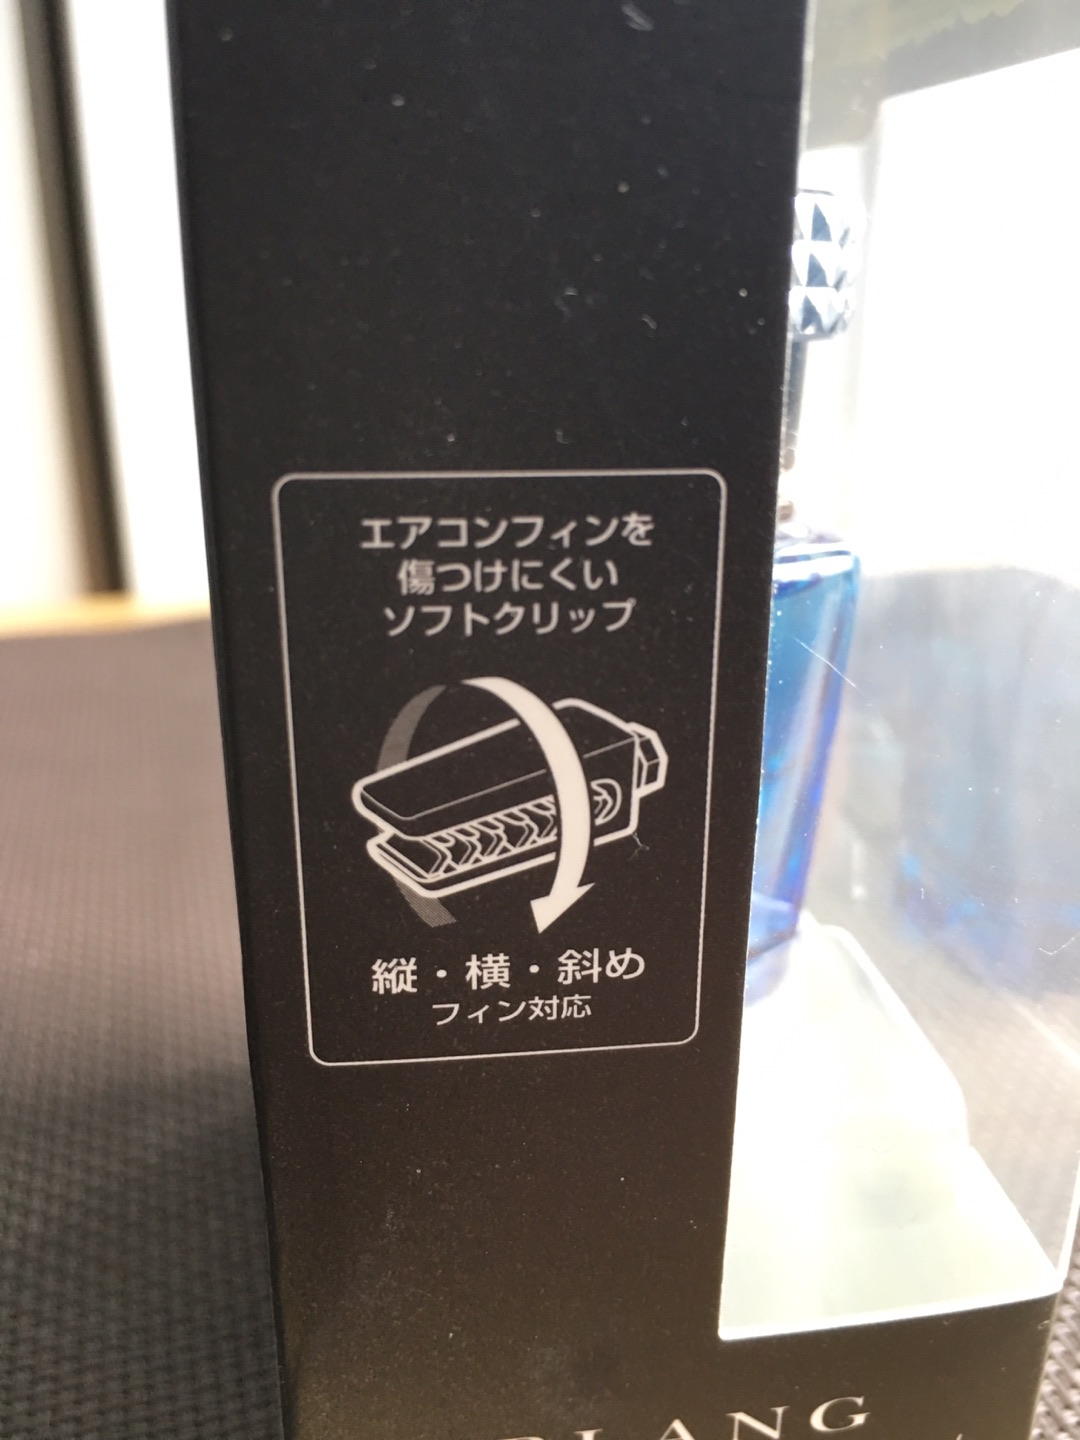 エアコンフィンを
傷つけにくい
ソフトクリップ
縦・横・斜め
フィン対応
LANG